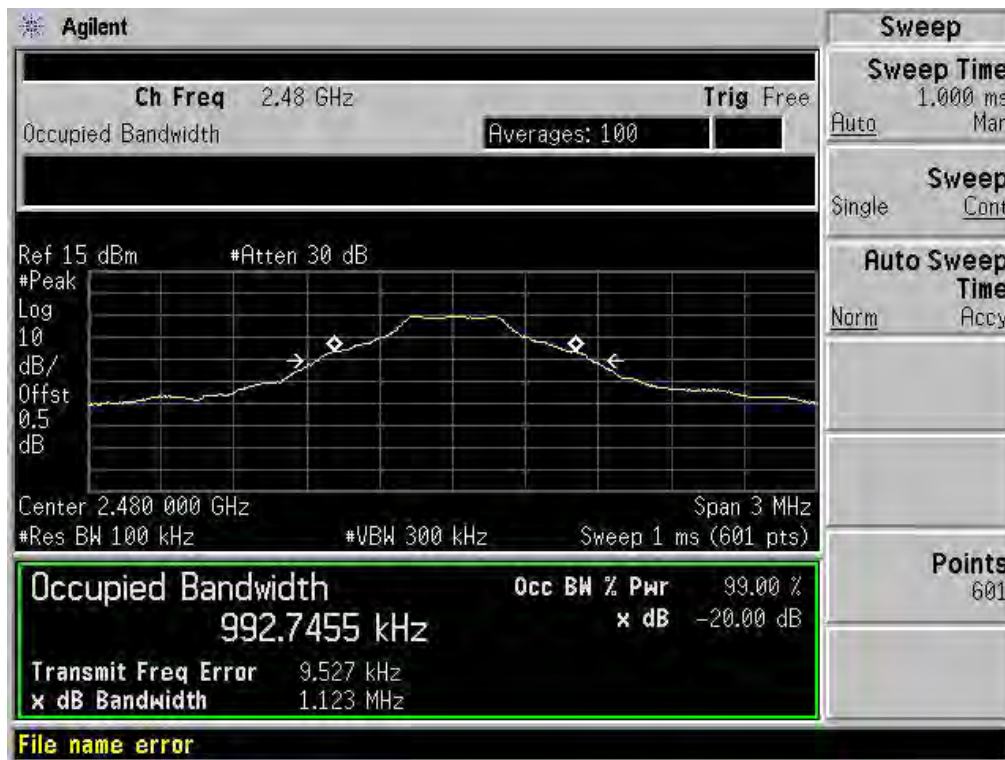 Agilent
Ch Freq 2.48 GHz Trig Free
Occupied Bandwidth Averages: 100
Ref 15 dBm #Atten 30 dB
#Peak
Log
10
dB/
Offst
0.5
dB
Center 2.480 000 GHz Span 3 MHz
#Res BW 100 kHz #VBW 300 kHz Sweep 1 ms (601 pts)
Occupied Bandwidth
992.7455 kHz
Occ BW % Pwr 99.00 %
x dB -20.00 dB
Transmit Freq Error 9.527 kHz
x dB Bandwidth 1.123 MHz
File name error
Sweep
Sweep Time
1.000 ms
Auto Man
Sweep
Single Cont
Auto Sweep
Time
Norm Accy
Points
601